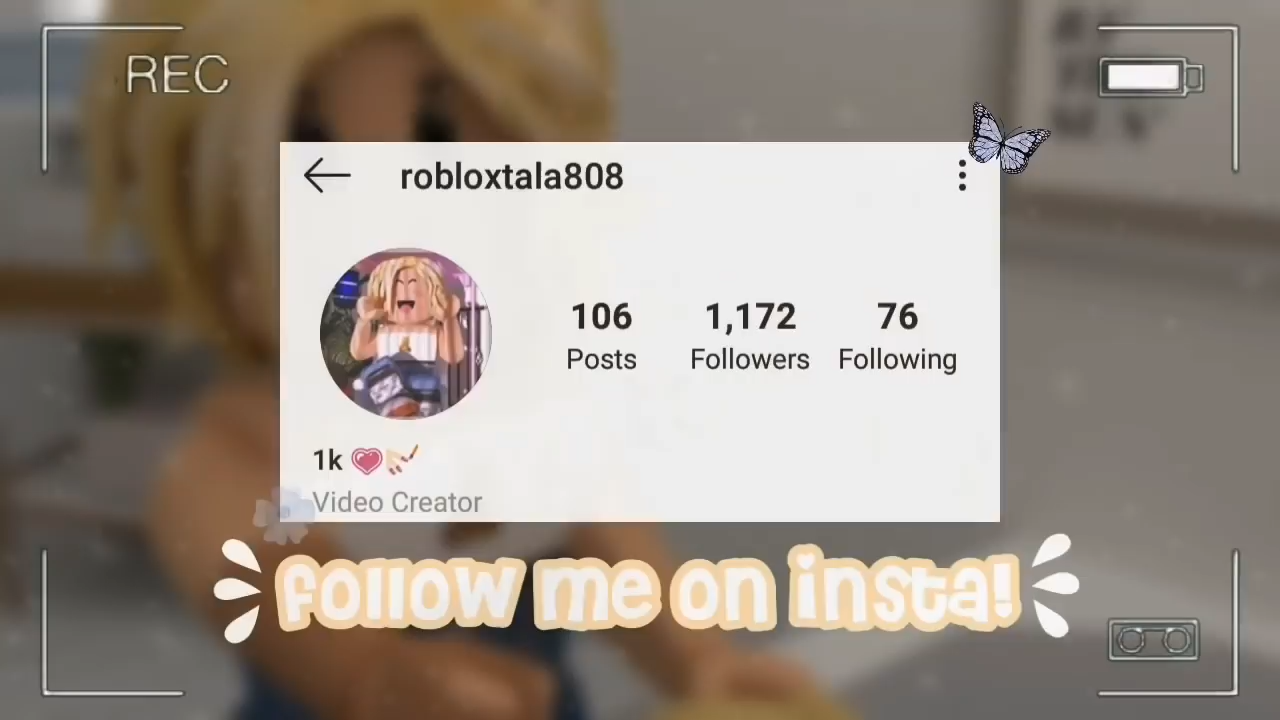 REC
robloxtala808
106 1,172 76
Posts Followers Following
1k
Video Creator
follow me on insta!